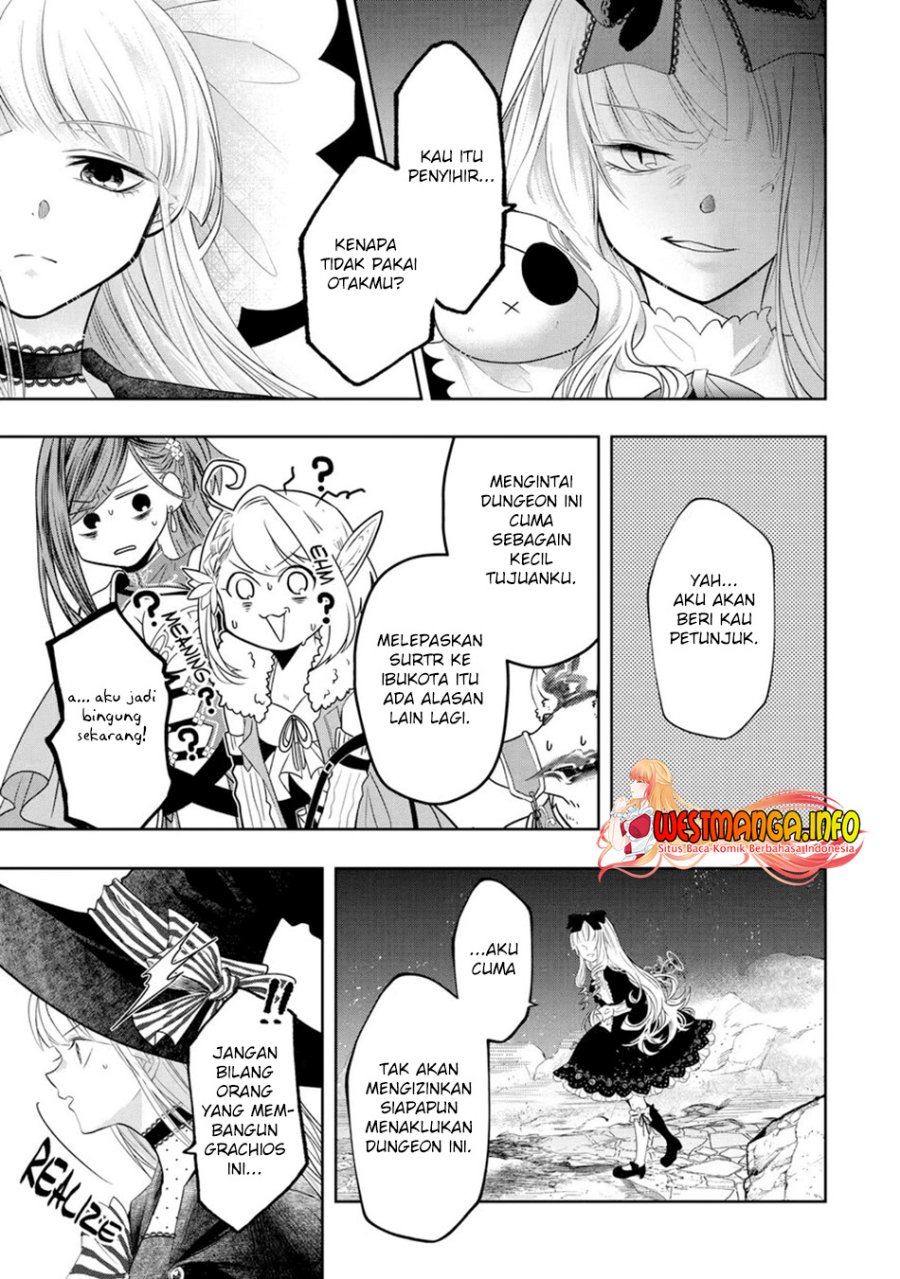 KAU ITU
PENYIHIR...
KENAPA
TIDAK PAKAI
OTAKMU?
YAH...
AKU AKAN
BERI KAU
PETUNJUK.
MENGINTAI
DUNGEON INI
CUMA
SEBAGAIN
KECIL
TUJUANKU.
MELEPASKAN
SURTR KE
IBUKOTA ITU
ADA ALASAN
LAIN LAGI.
?
?
EHM
?
?
MEANING
?
?
a... aku jadi
bingung
sekarang!
WESTMANGA.INFO
Situs Baca Komik Berbahasa Indonesia
...AKU
CUMA
TAK AKAN
MENGIZINKAN
SIAPAPUN
MENAKLUKAN
DUNGEON INI.
!!
JANGAN
BILANG
ORANG
YANG MEM-
BANGUN
GRACHIOS
INI...
REALIZE